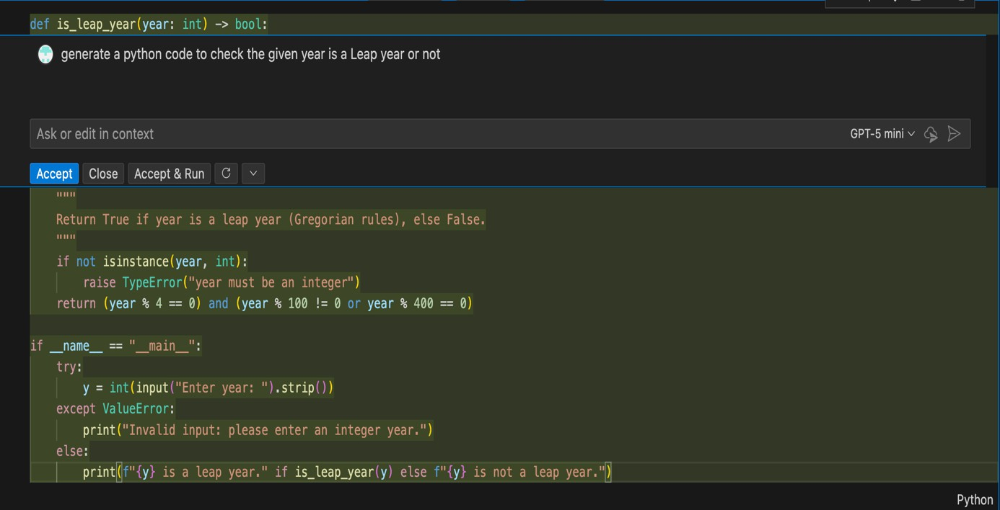 def is_leap_year(year: int) -> bool:
generate a python code to check the given year is a Leap year or not
Ask or edit in context
GPT-5 mini
Accept Close Accept & Run
"""
Return True if year is a leap year (Gregorian rules), else False.
"""
if not isinstance(year, int):
raise TypeError("year must be an integer")
return (year % 4 == 0) and (year % 100 != 0 or year % 400 == 0)
if __name__ == "__main__":
try:
y = int(input("Enter year: ").strip())
except ValueError:
print("Invalid input: please enter an integer year.")
else:
print(f"{y} is a leap year." if is_leap_year(y) else f"{y} is not a leap year.")
Python